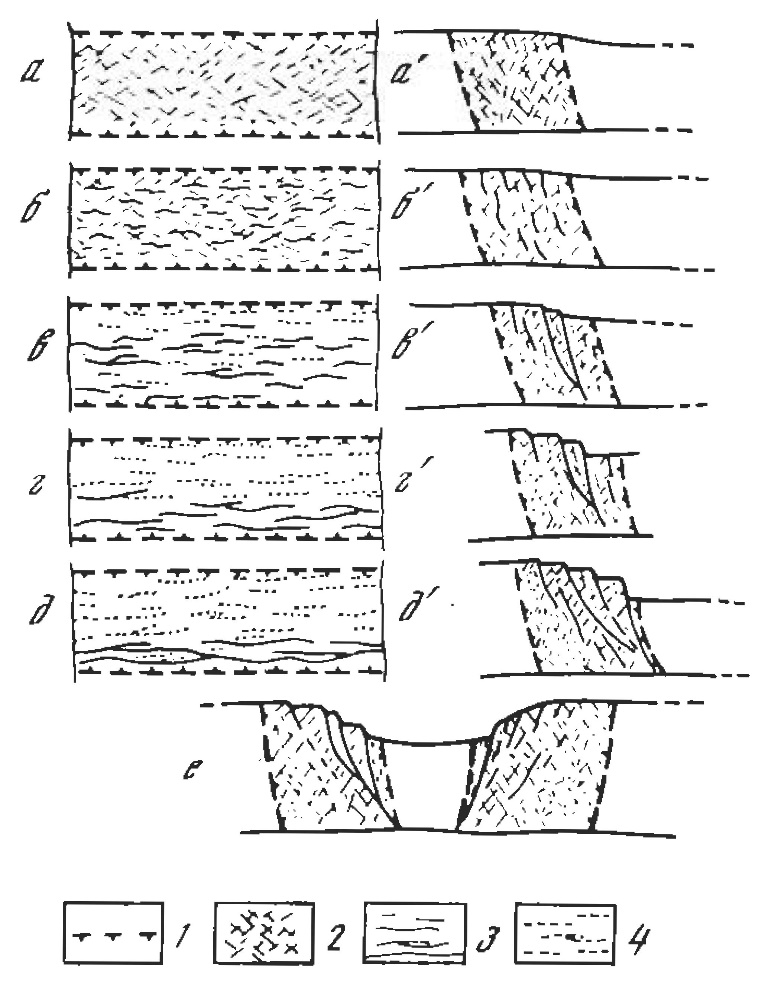 а а′
б б′
в в′
г г′
д д′
е
1 2 3 4